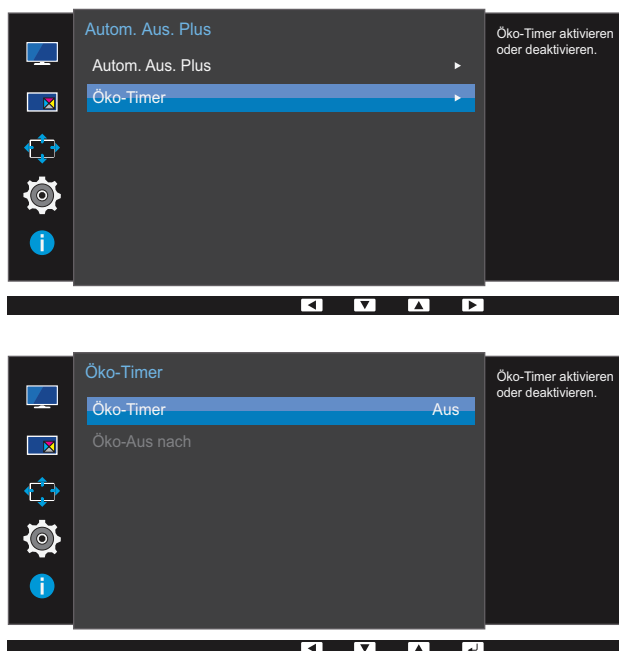 Autom. Aus. Plus
Autom. Aus. Plus
Öko-Timer
Öko-Timer aktivieren
oder deaktivieren.
Öko-Timer
Öko-Timer Aus
Öko-Aus nach
Öko-Timer aktivieren
oder deaktivieren.